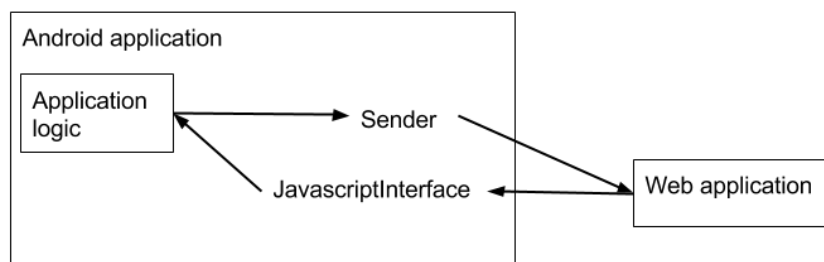 Android application
Application
logic
Sender
JavascriptInterface
Web application